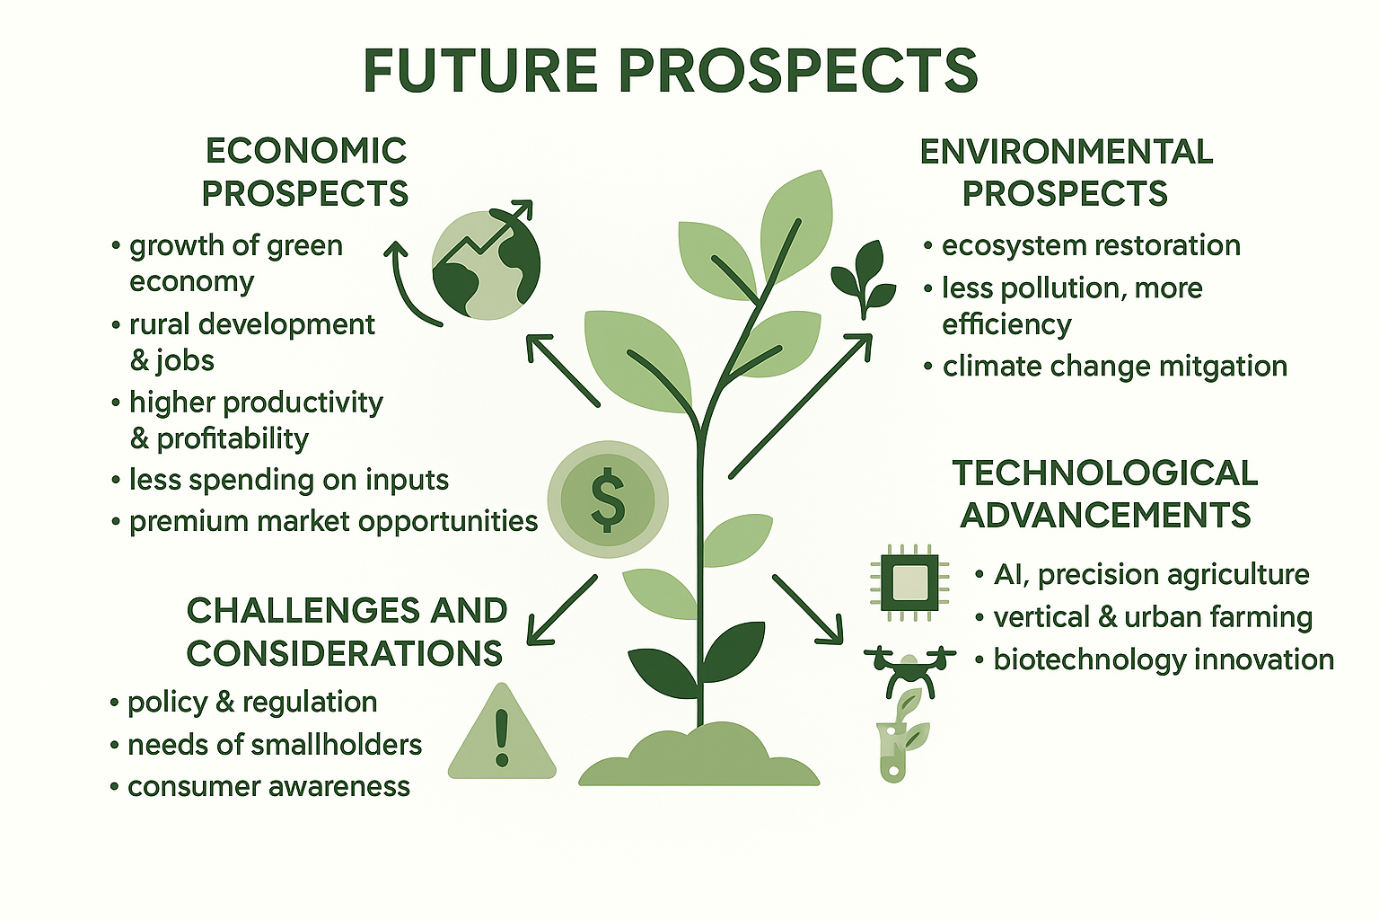 FUTURE PROSPECTS
ECONOMIC
PROSPECTS
• growth of green
economy
• rural development
& jobs
• higher productivity
& profitability
• less spending on inputs
• premium market opportunities
$
CHALLENGES AND
CONSIDERATIONS
• policy & regulation
• needs of smallholders
• consumer awareness
!
ENVIRONMENTAL
PROSPECTS
• ecosystem restoration
• less pollution, more
efficiency
• climate change mitgation
TECHNOLOGICAL
ADVANCEMENTS
• AI, precision agriculture
• vertical & urban farming
• biotechnology innovation